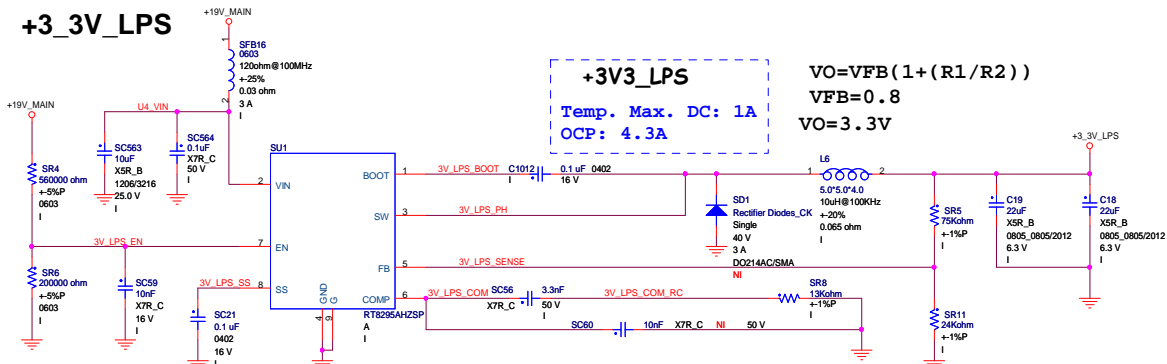 +3_3V_LPS
+19V_MAIN
1
SFB16
0603
120ohm@100MHz
+-25%
0.03 ohm
3 A
I
2
+3V3_LPS
Temp. Max. DC: 1A
OCP: 4.3A
VO=VFB(1+(R1/R2))
VFB=0.8
VO=3.3V
+19V_MAIN
U4_VIN
SC563
10uF
X5R_B
1206/3216
25.0 V
I
SC564
0.1uF
X7R_C
50 V
I
SR4
560000 ohm
+-5%P
0603
I
SU1
2
VIN
BOOT
1
3V_LPS_BOOT
C1012
I
0.1 uF
0402
16 V
SW
3
3V_LPS_PH
SD1
Rectifier Diodes_CK
Single
40 V
3 A
DO214AC/SMA
NI
1
L6
2
5.0*5.0*4.0
10uH@100KHz
+-20%
0.065 ohm
I
+3_3V_LPS
SR5
75Kohm
+-1%P
I
C19
22uF
X5R_B
0805_0805/2012
6.3 V
I
C18
22uF
X5R_B
0805_0805/2012
6.3 V
I
3V_LPS_EN
7
EN
FB
5
3V_LPS_SENSE
SR6
200000 ohm
+-5%P
0603
I
SC59
10nF
X7R_C
16 V
I
3V_LPS_SS
8
SS
SC21
0.1 uF
0402
16 V
I
GND
G
4
9
COMP
6
RT8295AHZSP
A
I
3V_LPS_COM
SC56
X7R_C
3.3nF
50 V
I
3V_LPS_COM_RC
SR8
13Kohm
+-1%P
I
SC60
10nF
X7R_C
NI
50 V
SR11
24Kohm
+-1%P
I